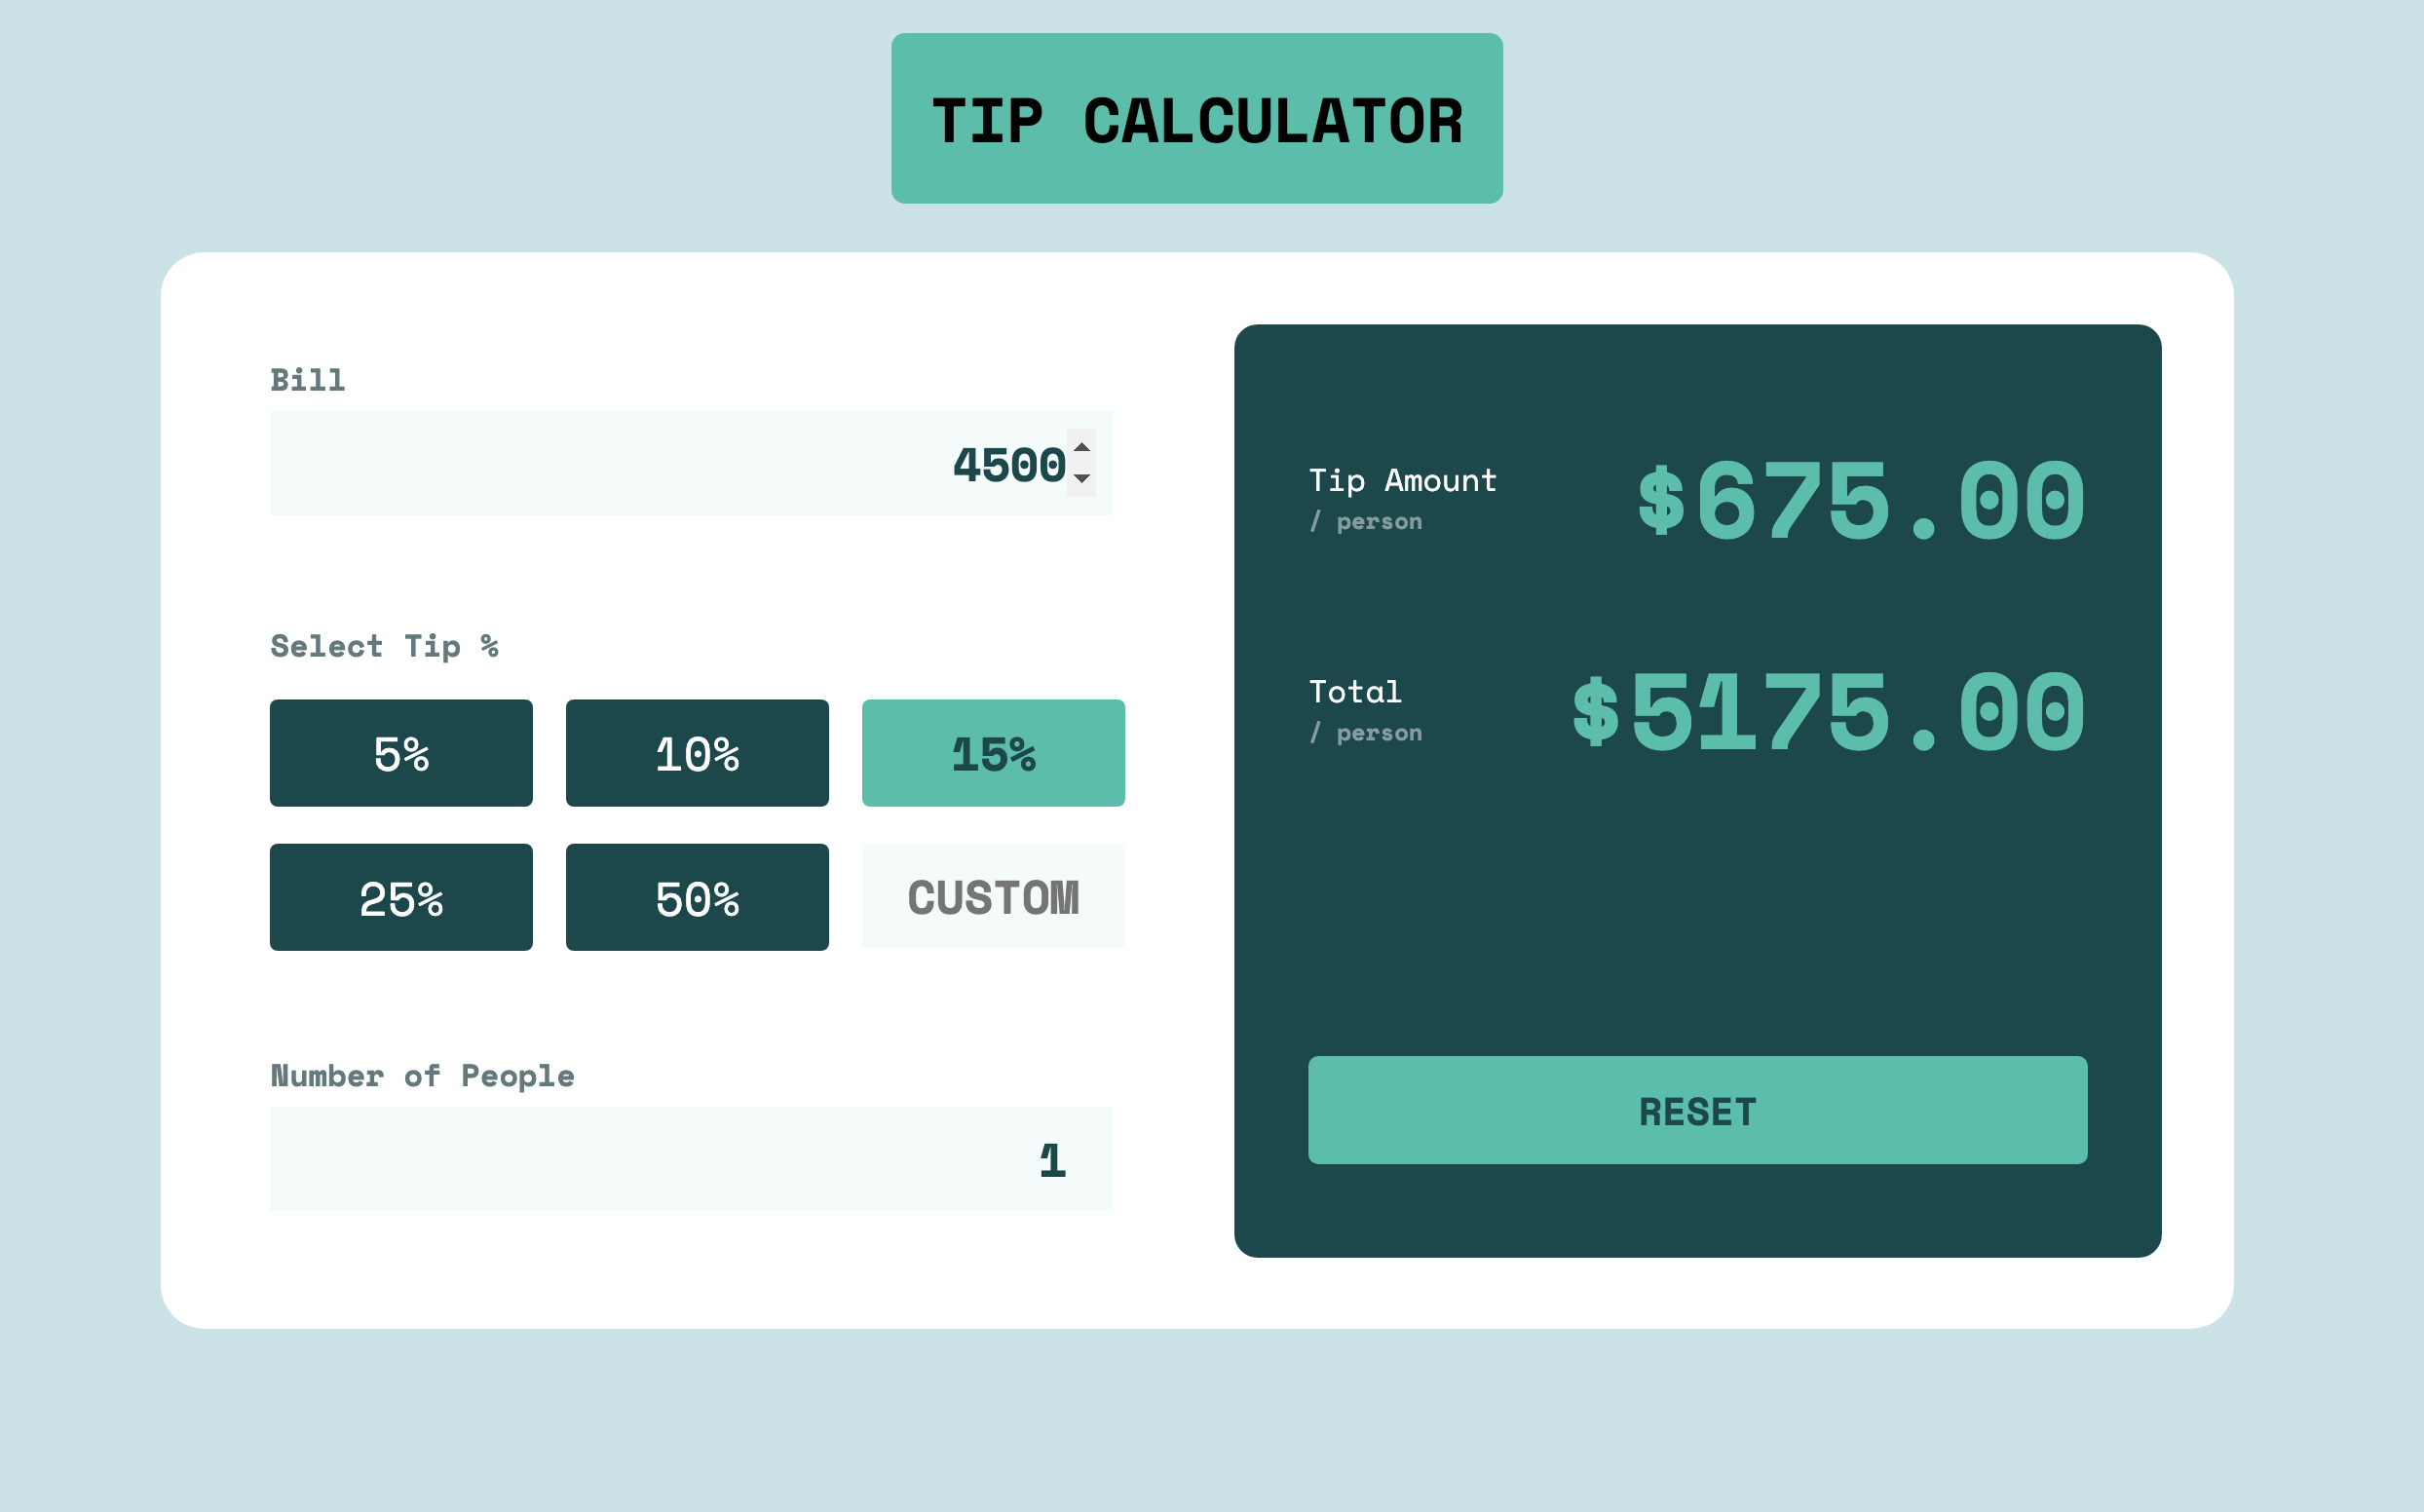 TIP CALCULATOR
Bill
4500
Select Tip %
5%
10%
15%
25%
50%
CUSTOM
Number of People
1
Tip Amount
/ person
$675.00
Total
/ person
$5175.00
RESET